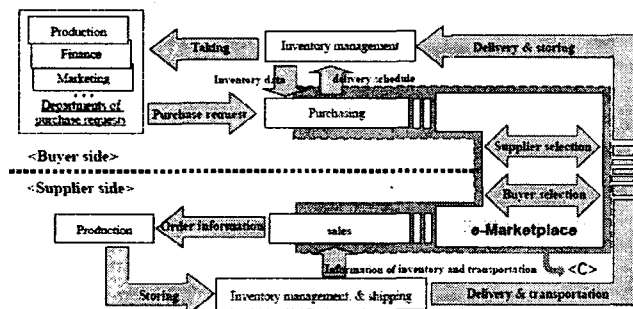 Production
Finance
Marketing
• • •
Departments of
purchase requests
Taking
Inventory management
Delivery & storing
Inventory data
delivery schedule
Purchase request
Purchasing
Supplier selection
<Buyer side>
<Supplier side>
Buyer selection
Production
Order information
sales
e-Marketplace
Information of inventory and transportation
<C>
Storing
Inventory management & shipping
Delivery & transportation